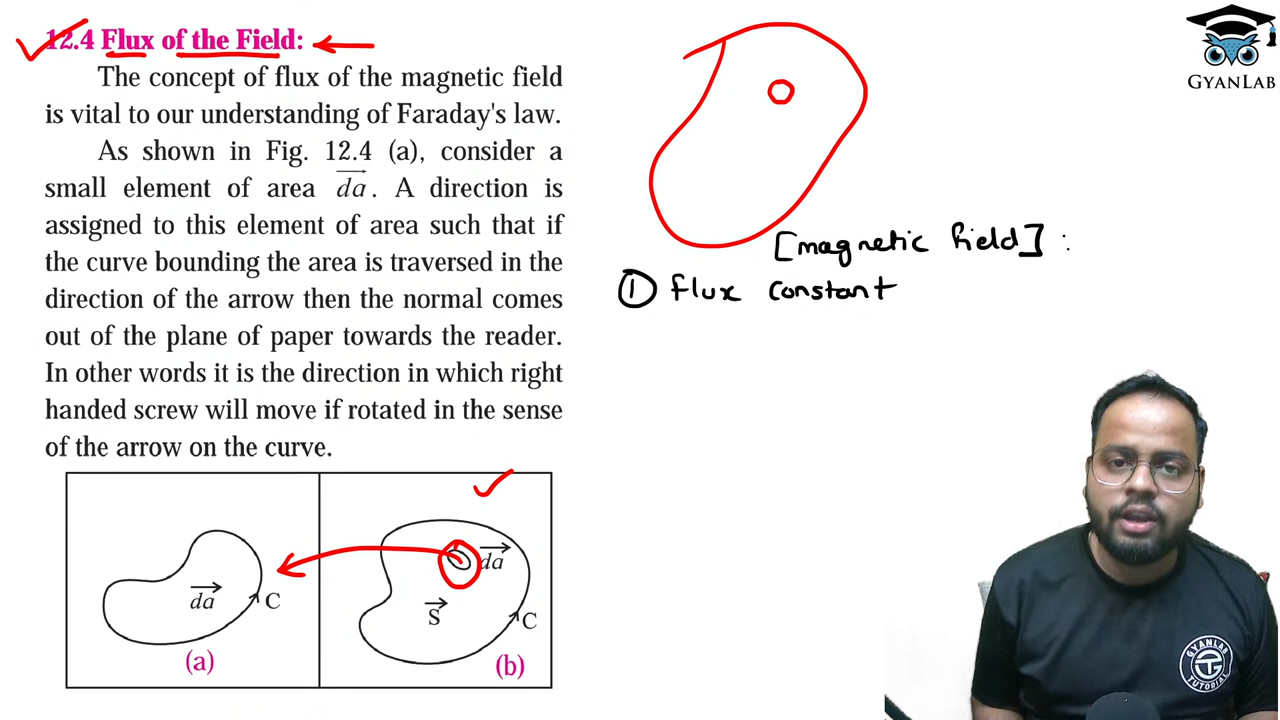 12.4 Flux of the Field:
The concept of flux of the magnetic field
is vital to our understanding of Faraday's law.
As shown in Fig. 12.4 (a), consider a
small element of area da. A direction is
assigned to this element of area such that if
the curve bounding the area is traversed in the
direction of the arrow then the normal comes
out of the plane of paper towards the reader.
In other words it is the direction in which right
handed screw will move if rotated in the sense
of the arrow on the curve.
da
C
(a)
da
S
C
(b)
[magnetic field] :
① flux constant
GYANLAB
GYANLAB
TUTORIAL